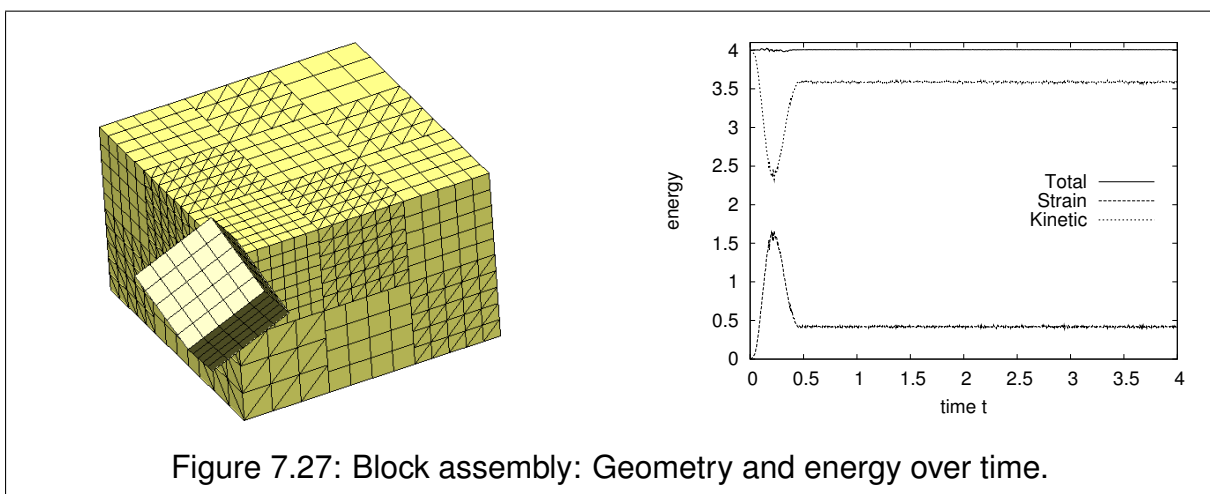 4
3.5
3
2.5
2
1.5
1
0.5
0
energy
Total
Strain
Kinetic
0 0.5 1 1.5 2 2.5 3 3.5 4
time t
Figure 7.27: Block assembly: Geometry and energy over time.